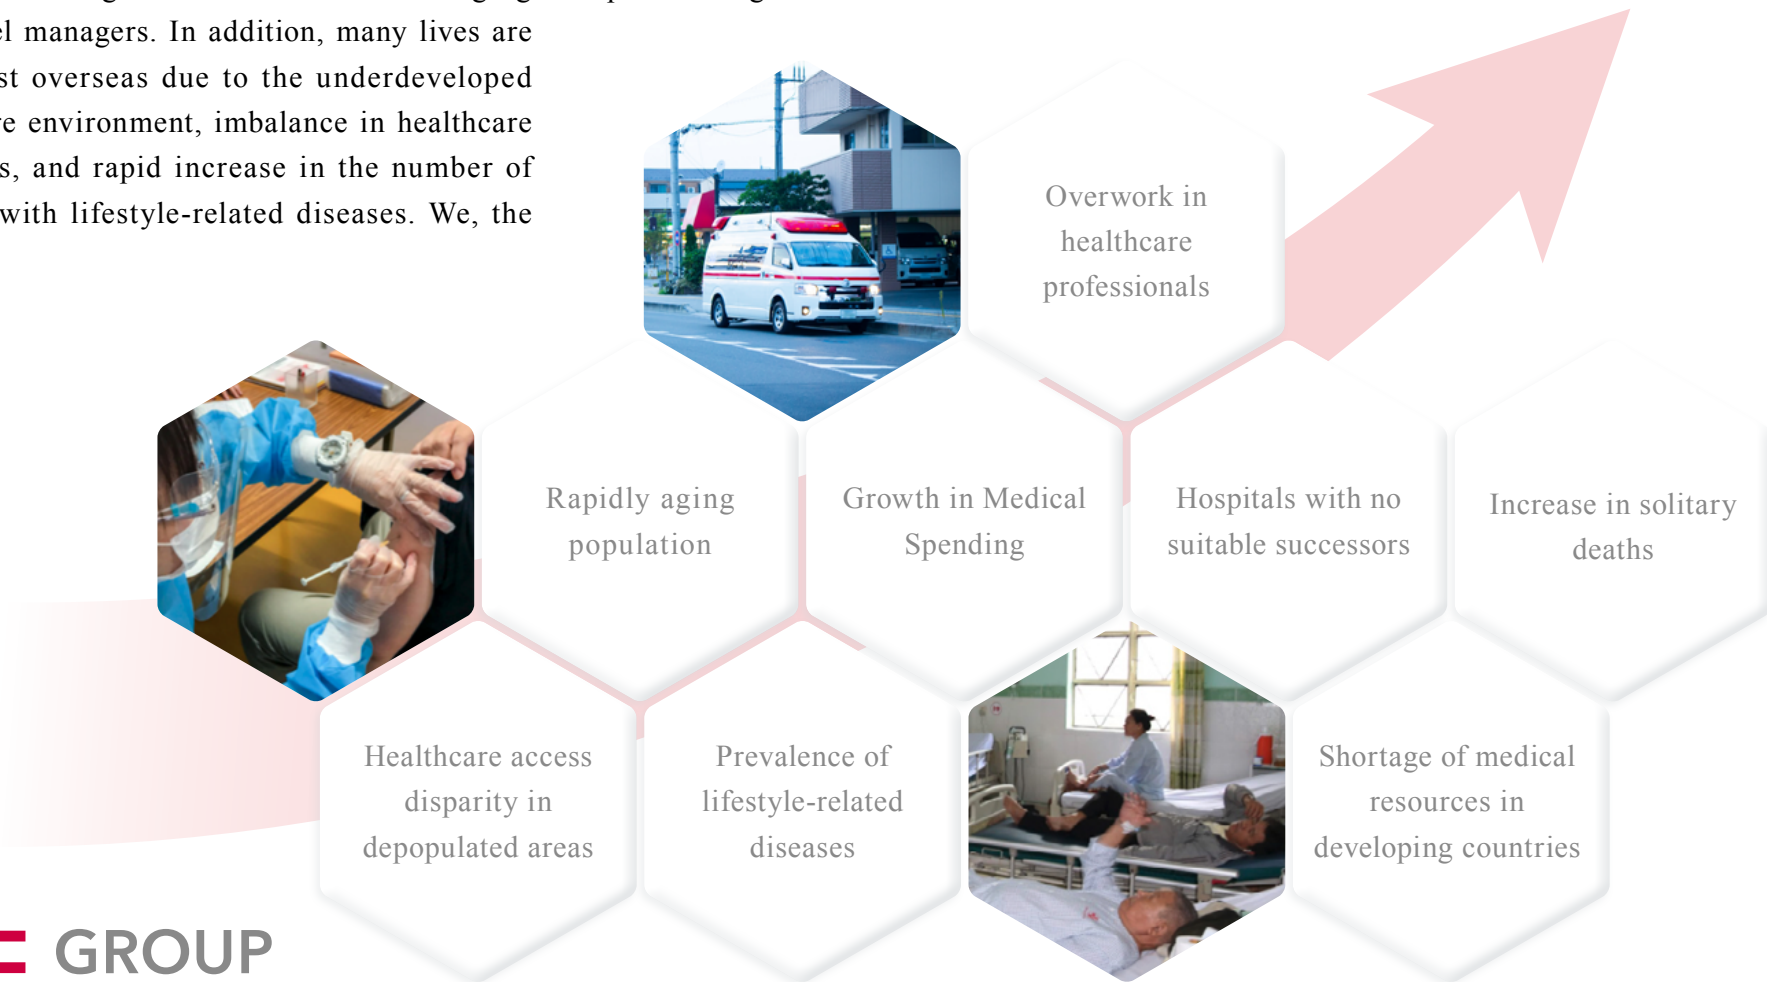 managers. In addition, many lives are
overseas due to the underdeveloped
environment, imbalance in healthcare
and rapid increase in the number of
with lifestyle-related diseases. We, the
Overwork in
healthcare
professionals
Rapidly aging
population
Growth in Medical
Spending
Hospitals with no
suitable successors
Increase in solitary
deaths
Healthcare access
disparity in
depopulated areas
Prevalence of
lifestyle-related
diseases
Shortage of medical
resources in
developing countries
GROUP